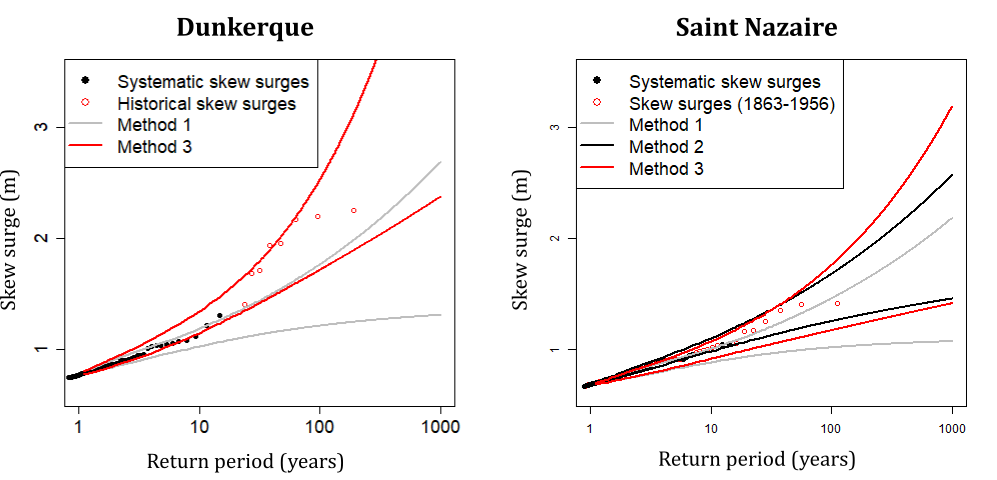 Dunkerque
Systematic skew surges
Historical skew surges
Method 1
Method 3
Skew surge (m)
3
2
1
1 10 100 1000
Return period (years)
Saint Nazaire
Systematic skew surges
Skew surges (1863-1956)
Method 1
Method 2
Method 3
Skew surge (m)
3
2
1
1 10 100 1000
Return period (years)